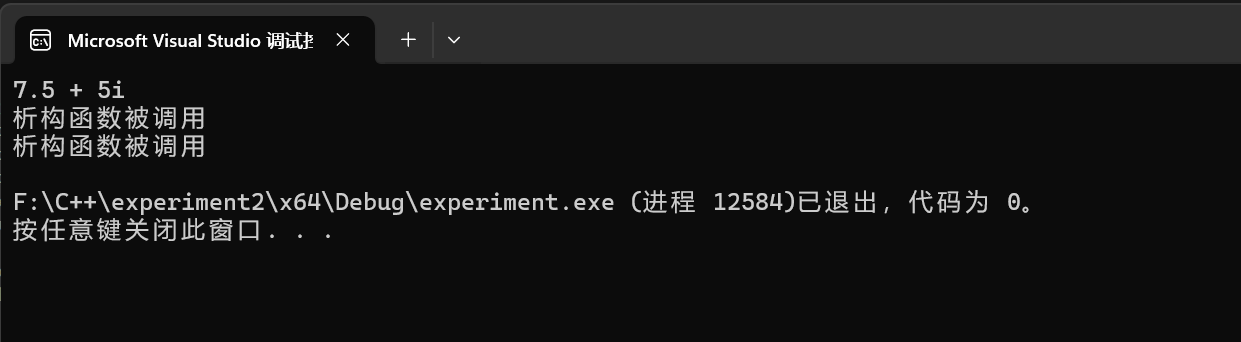 Microsoft Visual Studio 调试
7.5 + 5i
析构函数被调用
析构函数被调用
F:\C++\experiment2\x64\Debug\experiment.exe (进程 12584)已退出，代码为 0。
按任意键关闭此窗口. . .